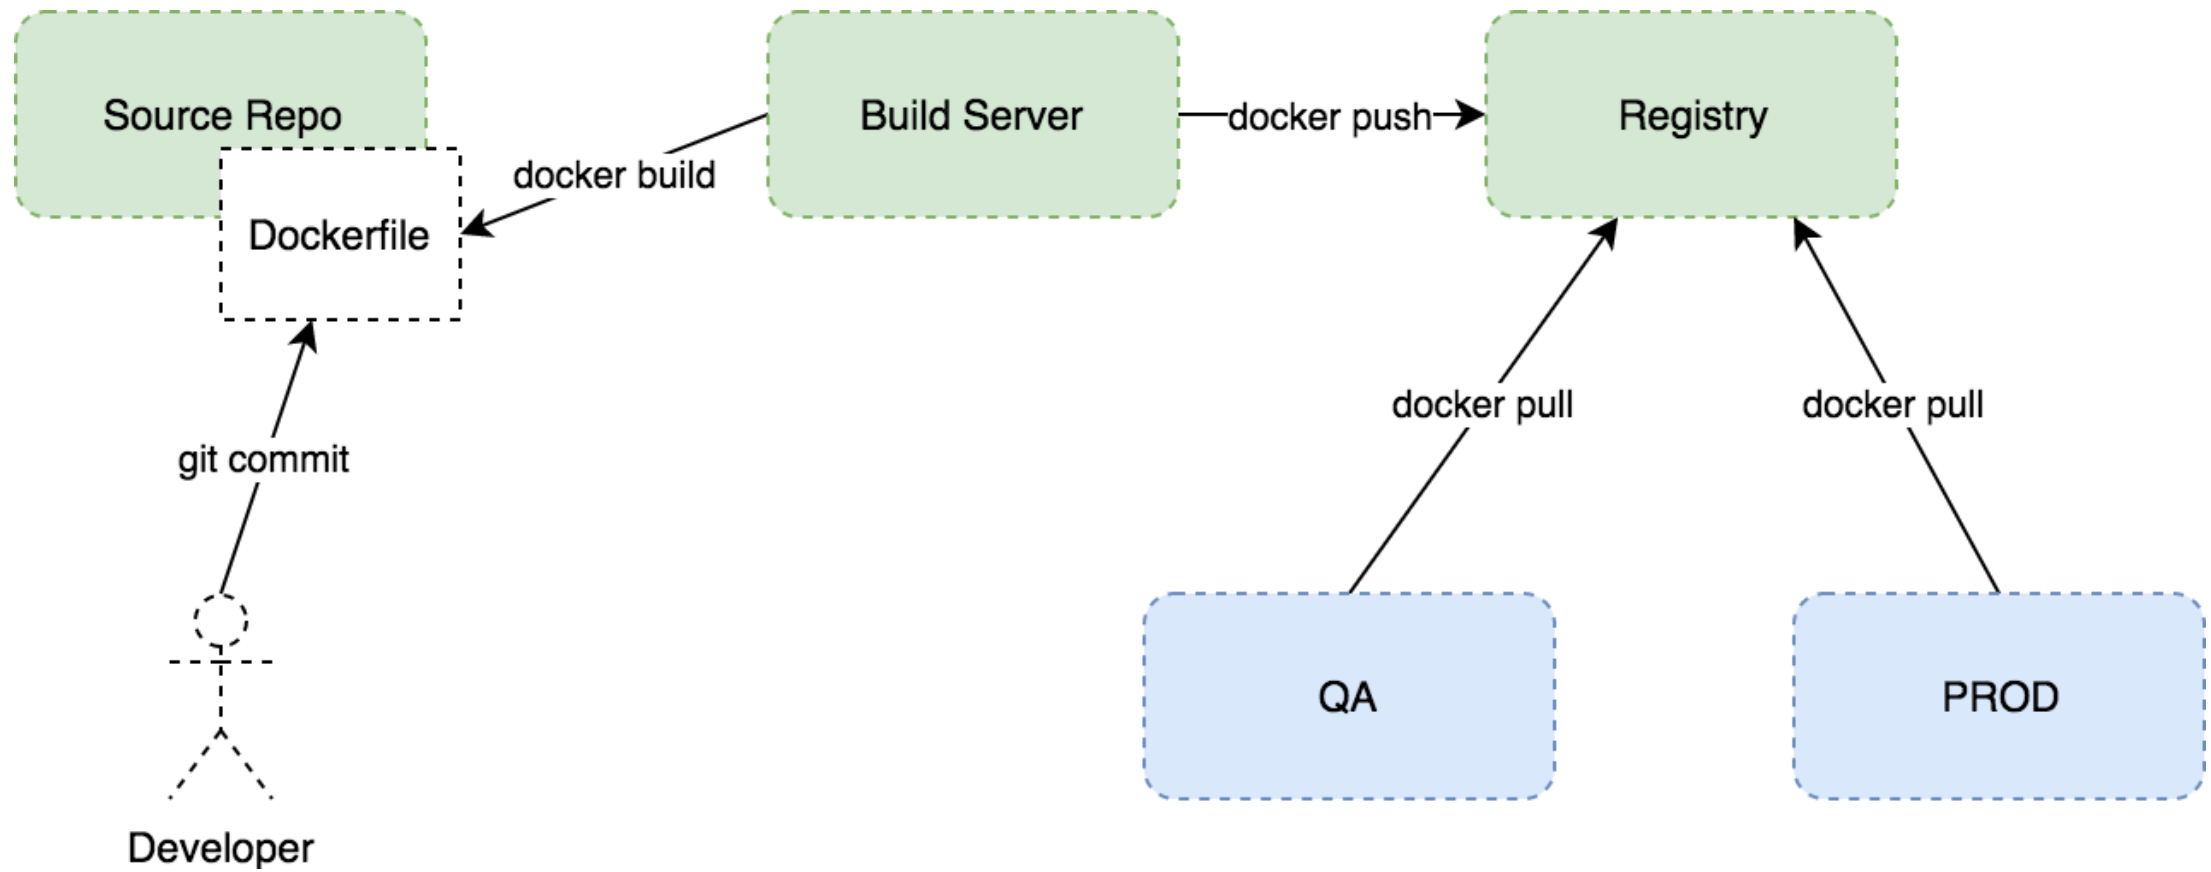 Source Repo
Build Server
docker push
Registry
docker build
Dockerfile
docker pull
docker pull
git commit
QA
PROD
Developer